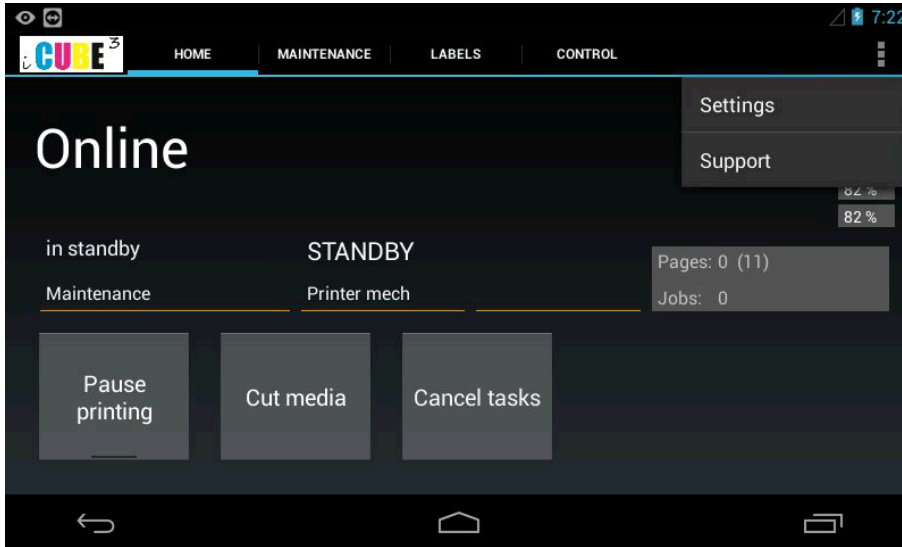 7:22
iCUBE3
HOME
MAINTENANCE
LABELS
CONTROL
Settings
Support
Online
82 %
82 %
in standby
STANDBY
Pages: 0 (11)
Maintenance
Printer mech
Jobs: 0
Pause
printing
Cut media
Cancel tasks